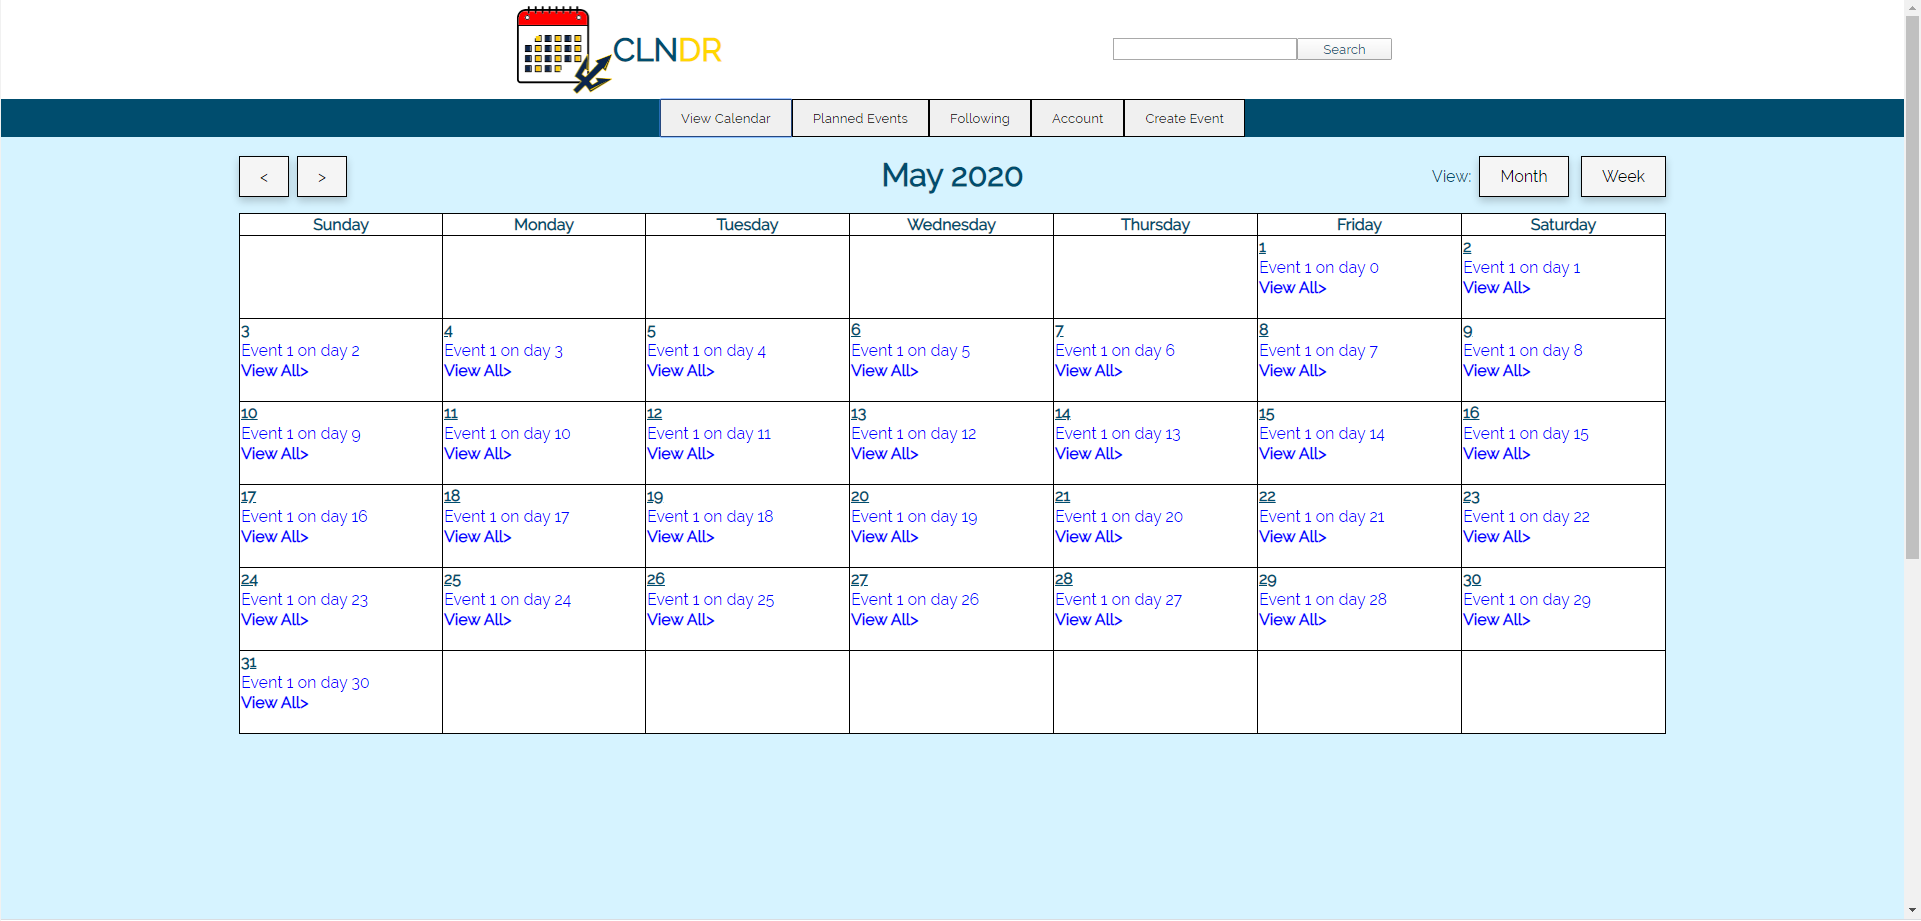 CLNDR
Search
View Calendar Planned Events Following Account Create Event
< > May 2020 View: Month Week
Sunday Monday Tuesday Wednesday Thursday Friday Saturday
1 2
Event 1 on day 0 Event 1 on day 1
View All> View All>
3 4 5 6 7 8 9
Event 1 on day 2 Event 1 on day 3 Event 1 on day 4 Event 1 on day 5 Event 1 on day 6 Event 1 on day 7 Event 1 on day 8
View All> View All> View All> View All> View All> View All> View All>
10 11 12 13 14 15 16
Event 1 on day 9 Event 1 on day 10 Event 1 on day 11 Event 1 on day 12 Event 1 on day 13 Event 1 on day 14 Event 1 on day 15
View All> View All> View All> View All> View All> View All> View All>
17 18 19 20 21 22 23
Event 1 on day 16 Event 1 on day 17 Event 1 on day 18 Event 1 on day 19 Event 1 on day 20 Event 1 on day 21 Event 1 on day 22
View All> View All> View All> View All> View All> View All> View All>
24 25 26 27 28 29 30
Event 1 on day 23 Event 1 on day 24 Event 1 on day 25 Event 1 on day 26 Event 1 on day 27 Event 1 on day 28 Event 1 on day 29
View All> View All> View All> View All> View All> View All> View All>
31
Event 1 on day 30
View All>